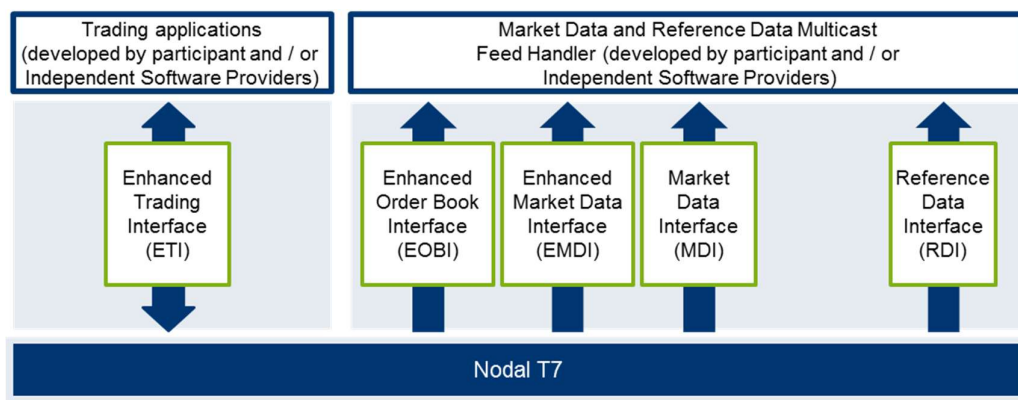 Trading applications
(developed by participant and / or
Independent Software Providers)
Market Data and Reference Data Multicast
Feed Handler (developed by participant and / or
Independent Software Providers)
Enhanced
Trading
Interface
(ETI)
Enhanced
Order Book
Interface
(EOBI)
Enhanced
Market Data
Interface
(EMDI)
Market
Data
Interface
(MDI)
Reference
Data
Interface
(RDI)
Nodal T7